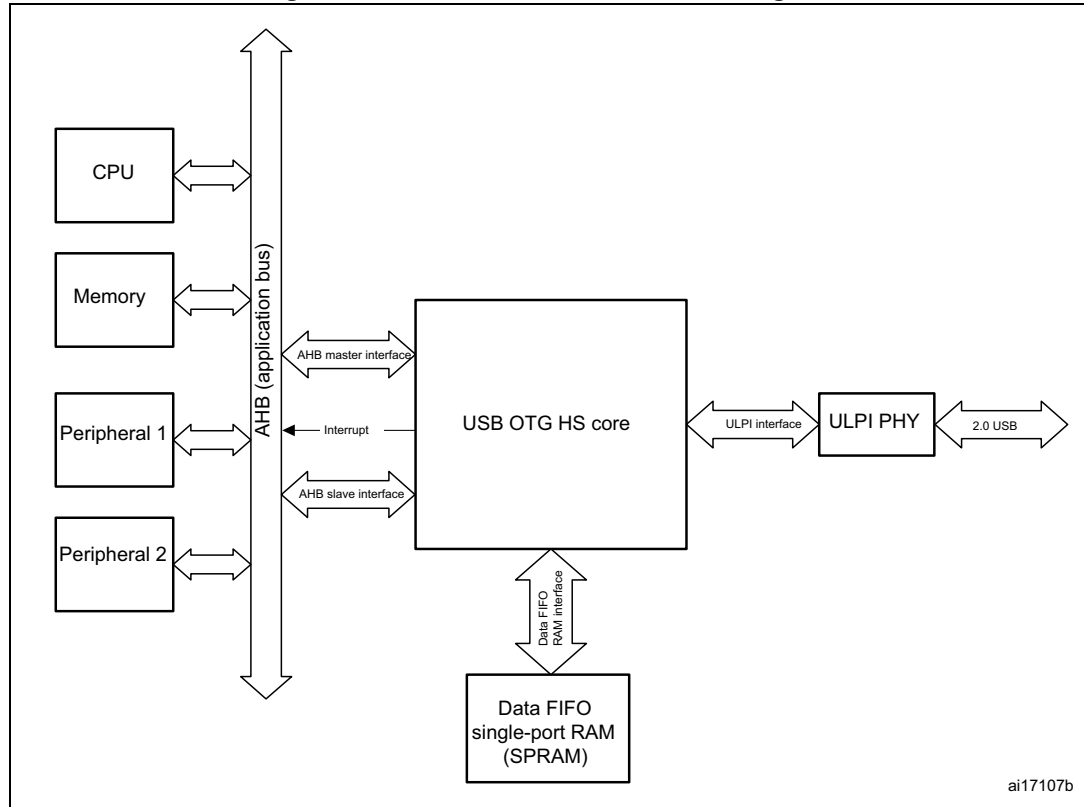 CPU
Memory
Peripheral 1
Peripheral 2
AHB (application bus)
AHB master interface
Interrupt
AHB slave interface
USB OTG HS core
ULPI interface
ULPI PHY
2.0 USB
Data FIFO
RAM interface
Data FIFO
single-port RAM
(SPRAM)
ai17107b